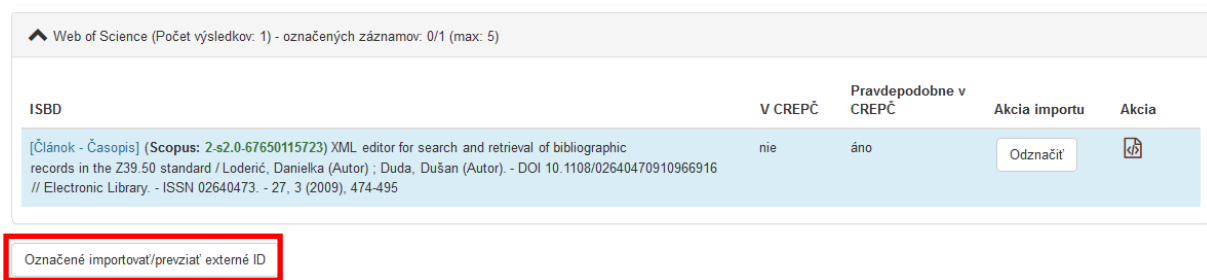 Web of Science (Počet výsledkov: 1) - označených záznamov: 0/1 (max: 5)
ISBD V CREPČ Pravdepodobne v CREPČ Akcia importu Akcia
[Článok - Časopis] (Scopus: 2-s2.0-67650115723) XML editor for search and retrieval of bibliographic nie áno Odznačiť
records in the Z39.50 standard / Loderić, Danielka (Autor) ; Duda, Dušan (Autor). - DOI 10.1108/02640470910966916
// Electronic Library. - ISSN 02640473. - 27, 3 (2009), 474-495
Označené importovať/prevziať externé ID